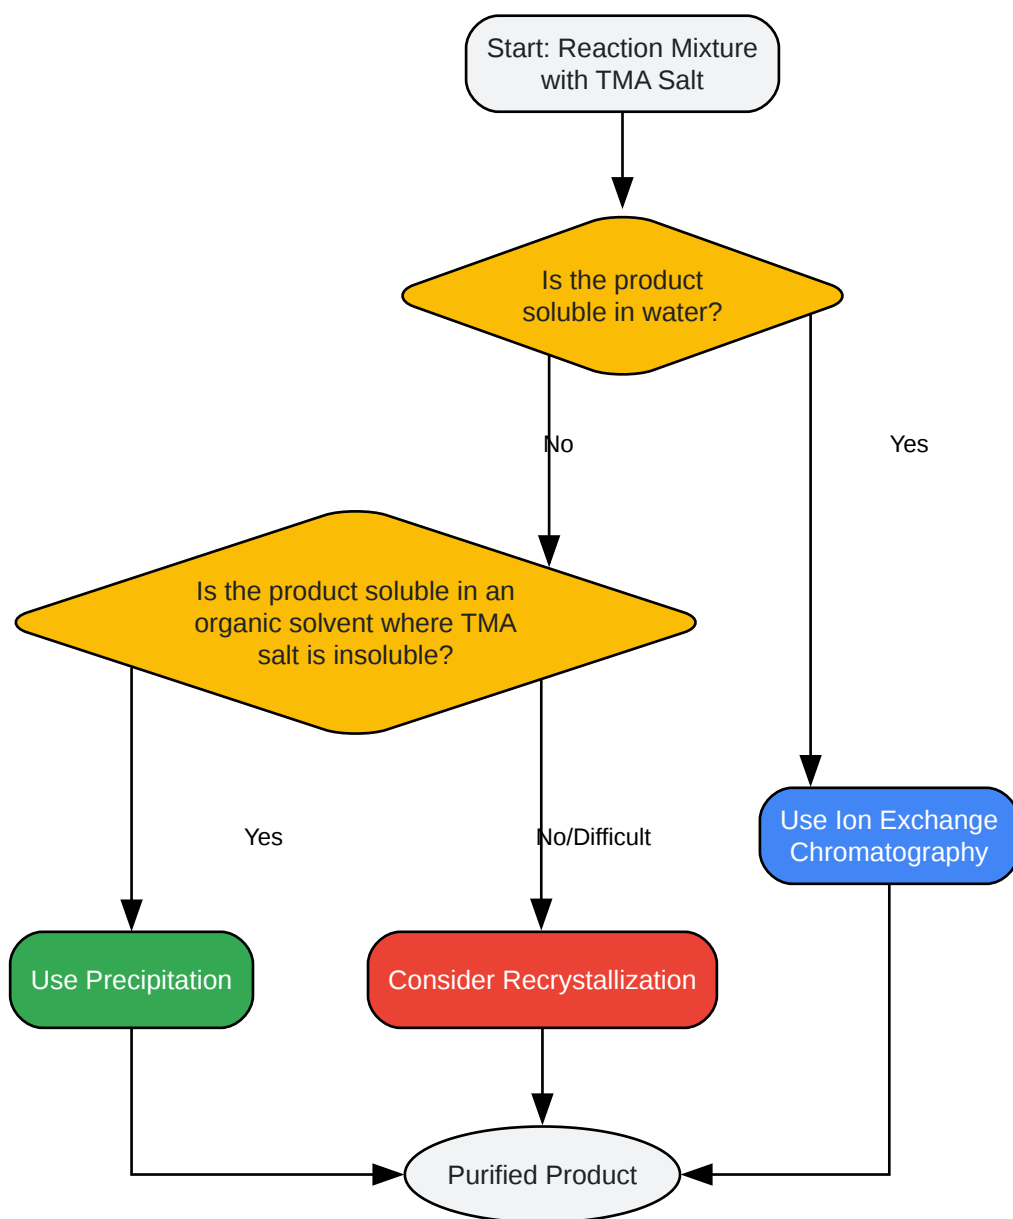 Start: Reaction Mixture
with TMA Salt
Is the product
soluble in water?
No
Yes
Is the product soluble in an
organic solvent where TMA
salt is insoluble?
Yes
No/Difficult
Use Ion Exchange
Chromatography
Use Precipitation
Consider Recrystallization
Purified Product